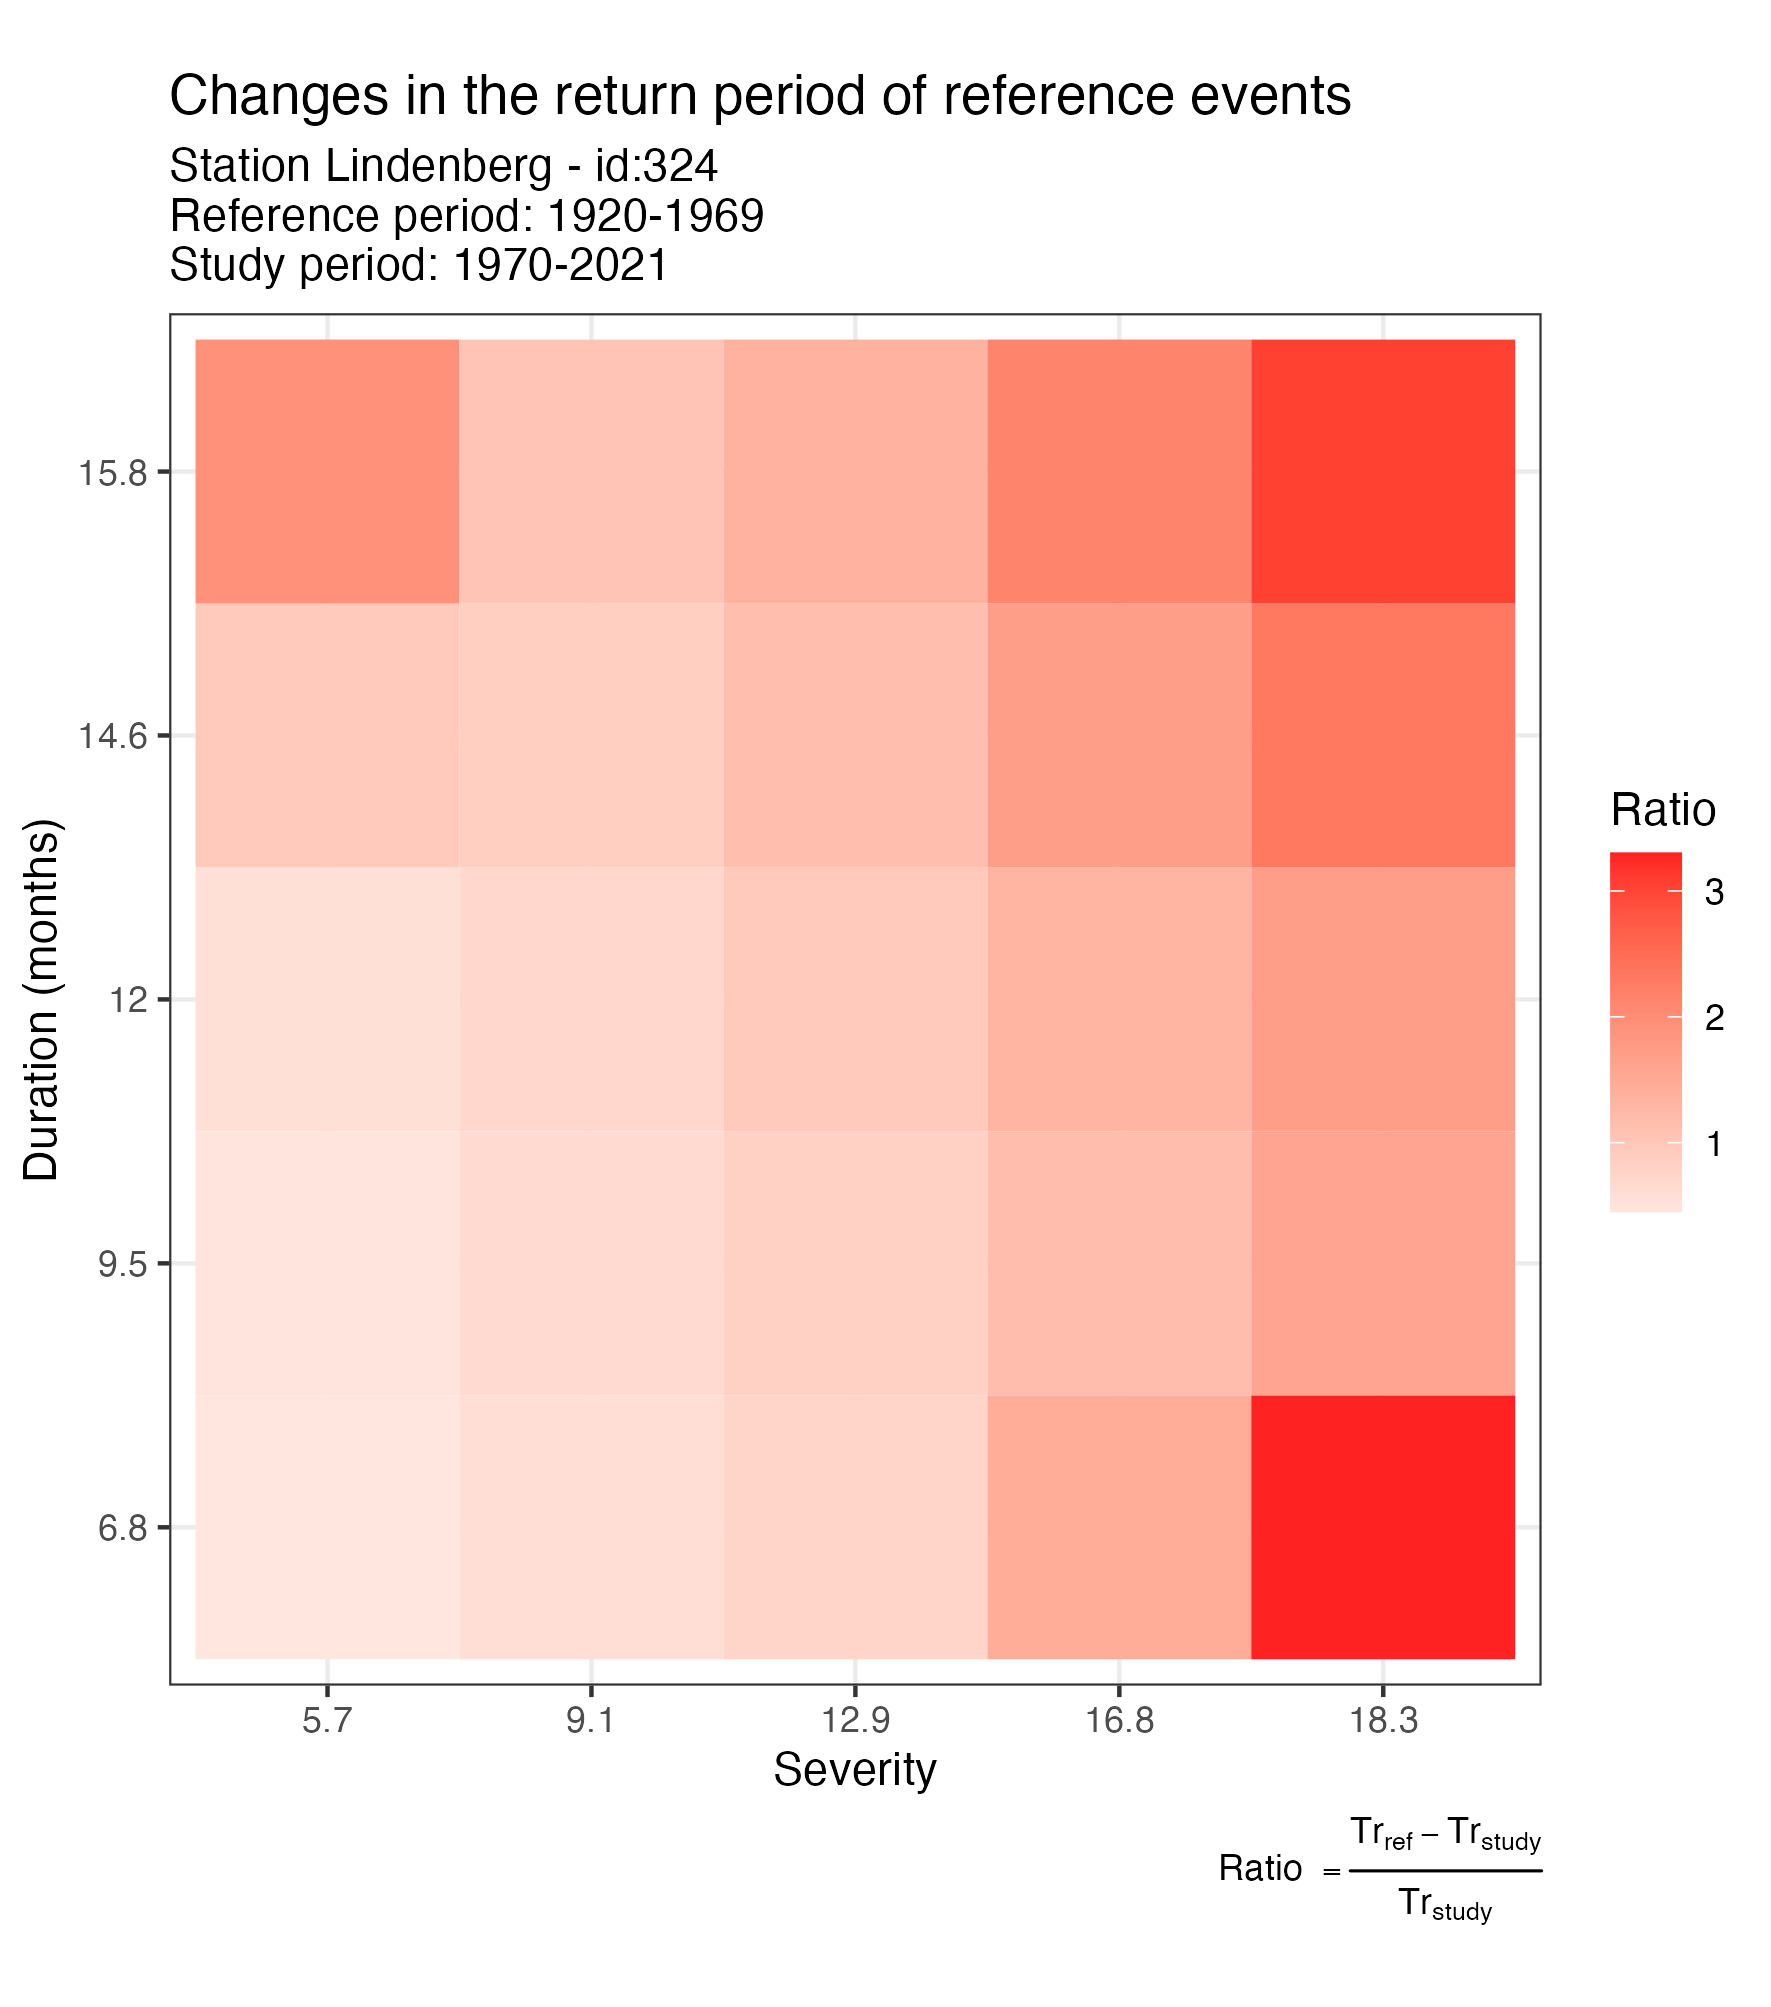 Changes in the return period of reference events
Station Lindenberg - id:324
Reference period: 1920-1969
Study period: 1970-2021
Duration (months)
15.8
14.6
12
9.5
6.8
5.7 9.1 12.9 16.8 18.3
Severity
Ratio
3
2
1
Ratio = Tr_ref − Tr_study
Tr_study